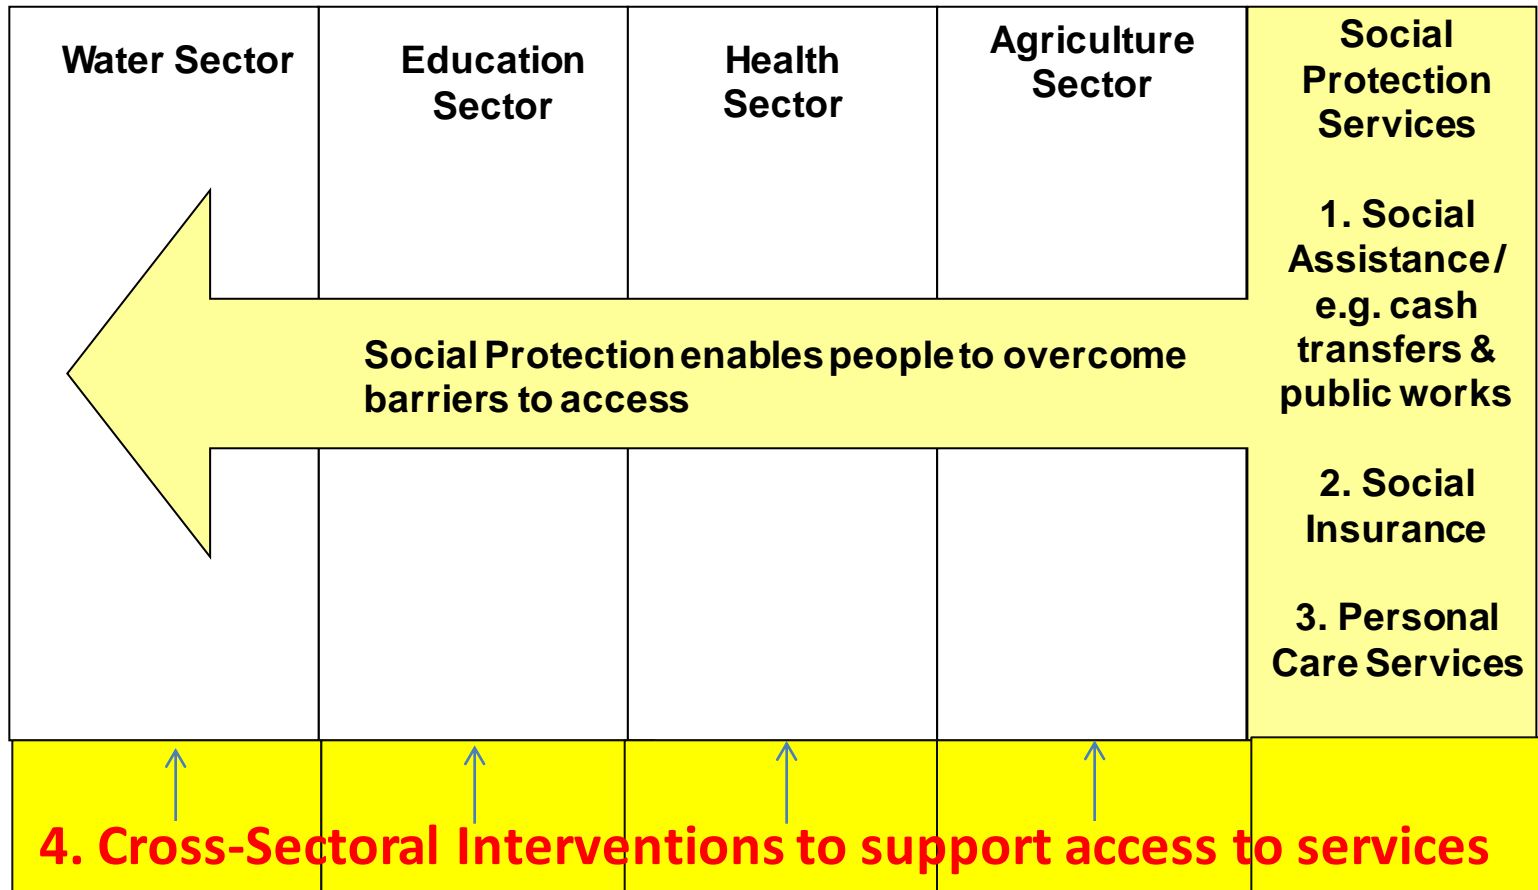 Water Sector
Education
Sector
Health
Sector
Agriculture
Sector
Social
Protection
Services
1. Social
Assistance/
e.g. cash
transfers &
public works
2. Social
Insurance
3. Personal
Care Services
Social Protection enables people to overcome
barriers to access
4. Cross-Sectoral Interventions to support access to services